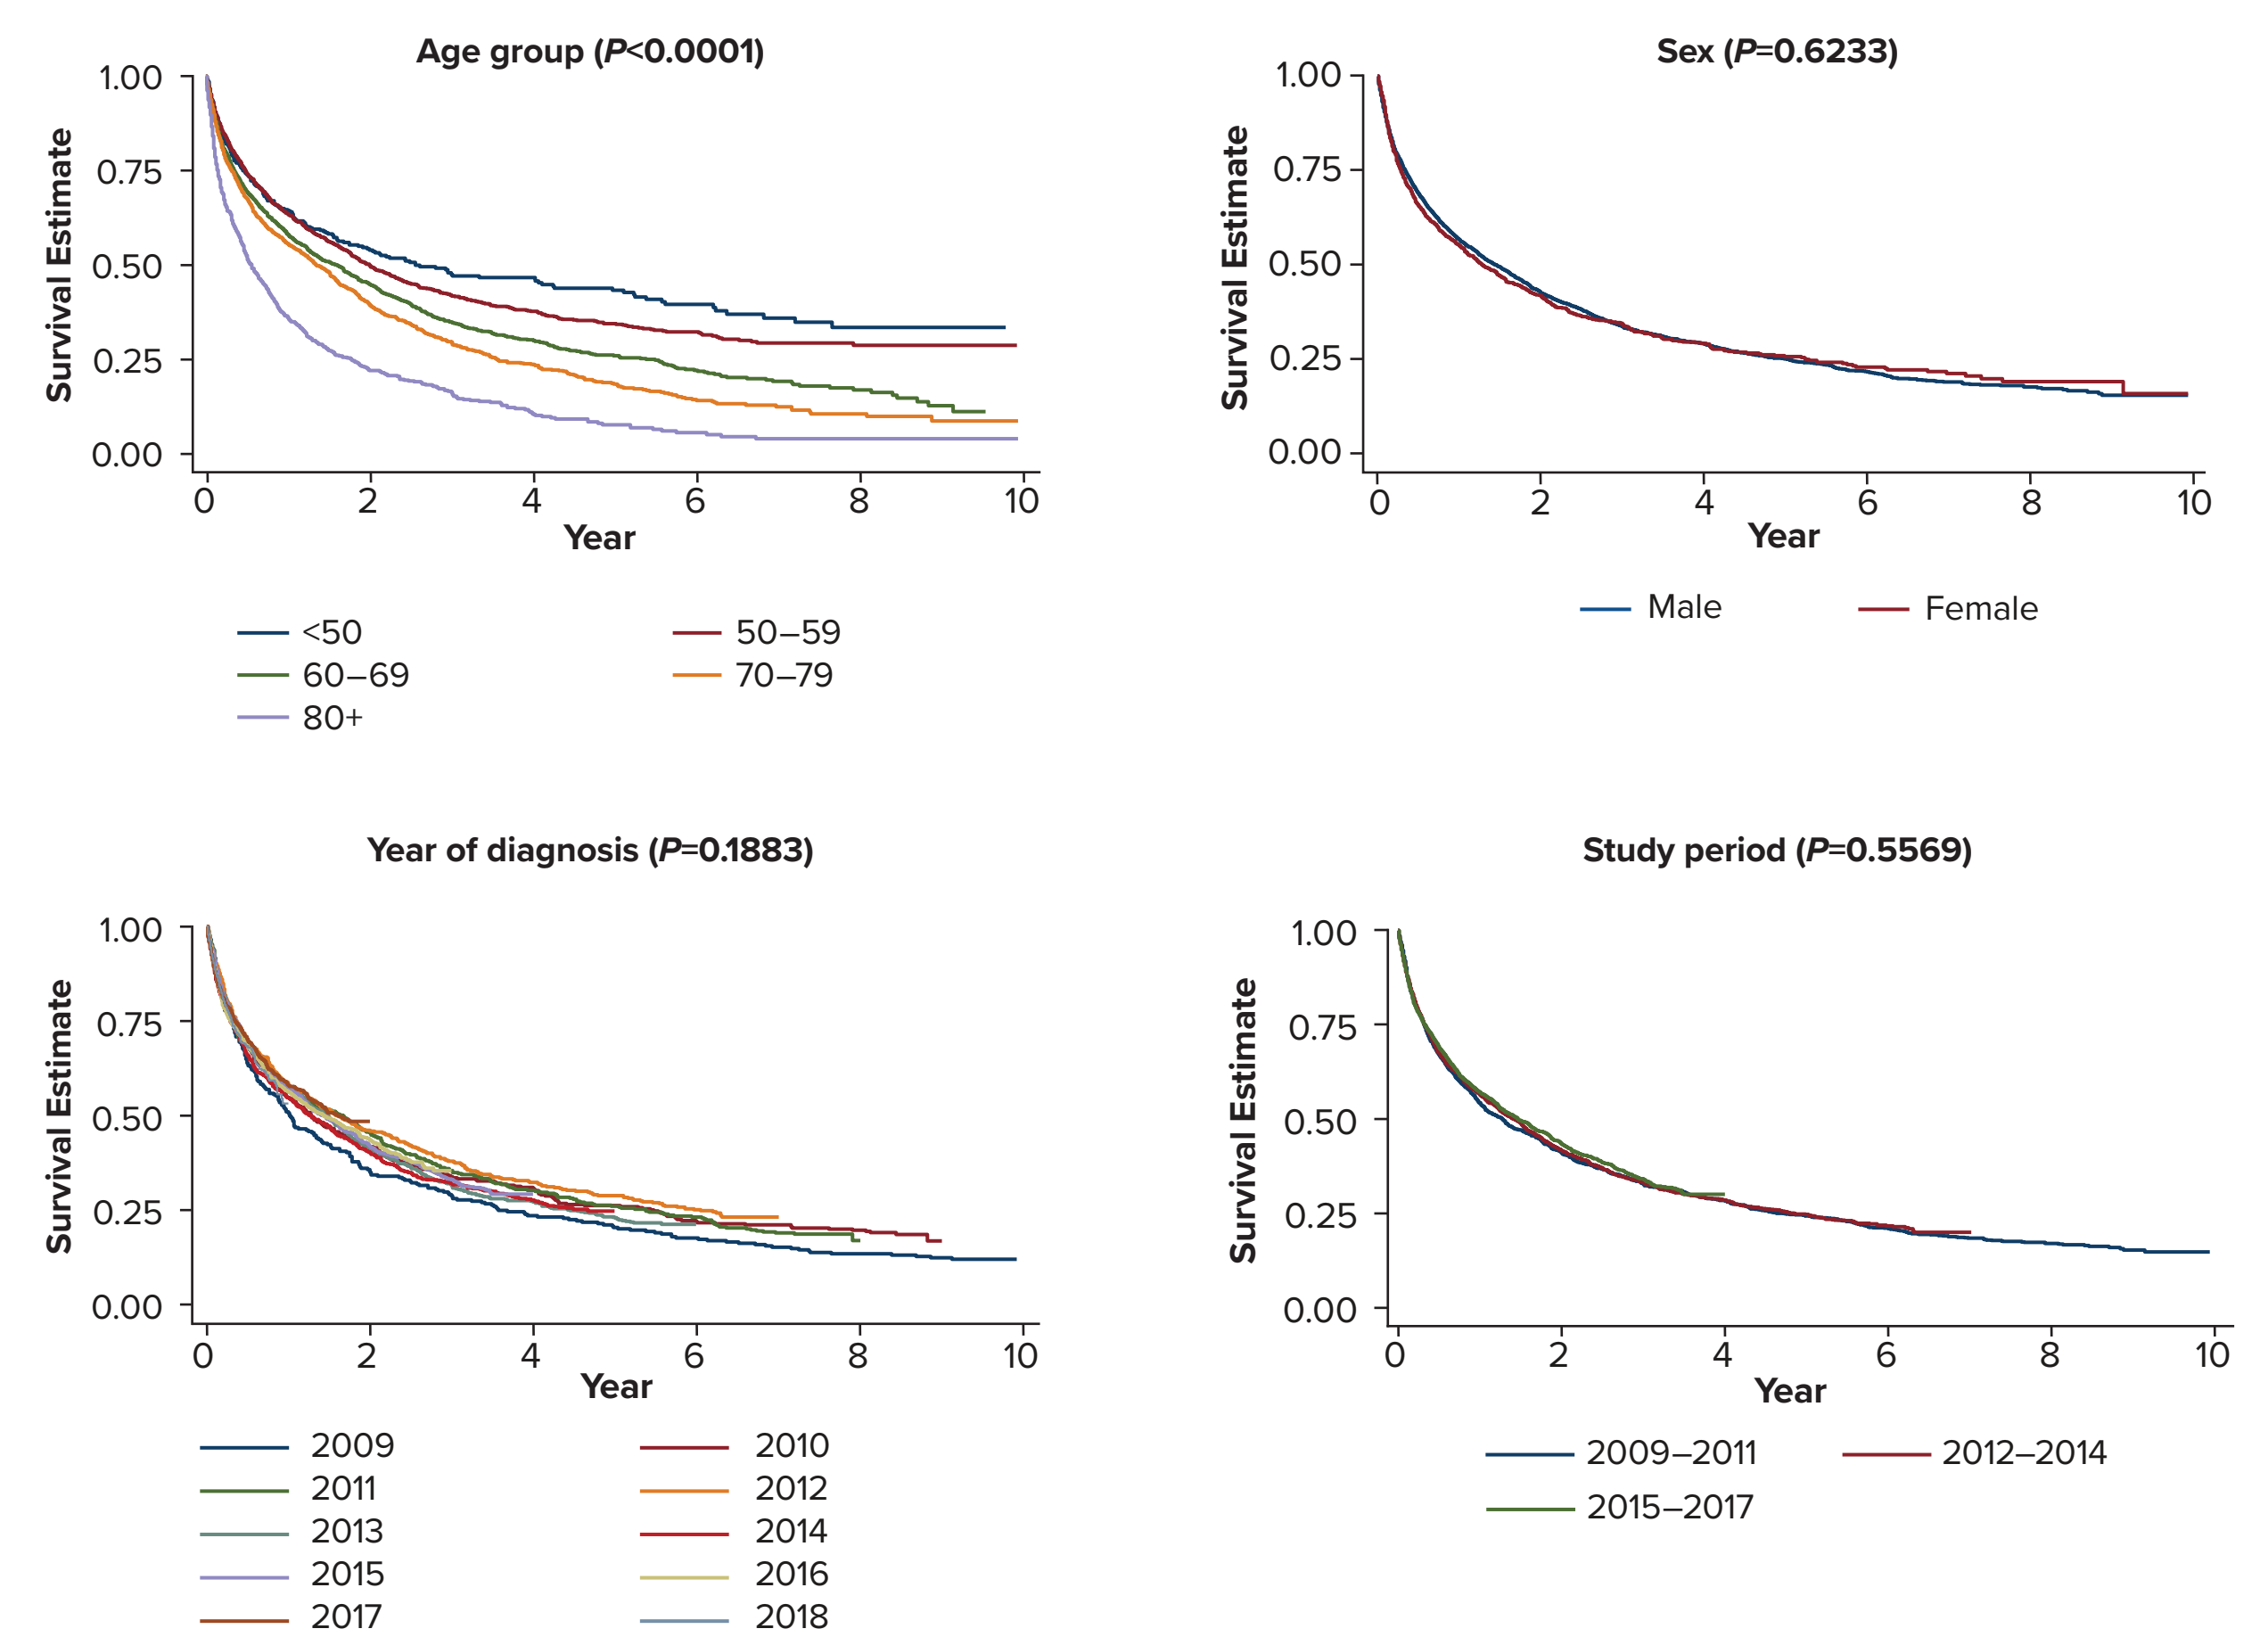 Age group (P<0.0001)
Survival Estimate
1.00
0.75
0.50
0.25
0.00
0 2 4 6 8 10
Year
<50
50–59
60–69
70–79
80+
Sex (P=0.6233)
Survival Estimate
1.00
0.75
0.50
0.25
0.00
0 2 4 6 8 10
Year
Male
Female
Year of diagnosis (P=0.1883)
Survival Estimate
1.00
0.75
0.50
0.25
0.00
0 2 4 6 8 10
Year
2009
2010
2011
2012
2013
2014
2015
2016
2017
2018
Study period (P=0.5569)
Survival Estimate
1.00
0.75
0.50
0.25
0.00
0 2 4 6 8 10
Year
2009–2011
2012–2014
2015–2017